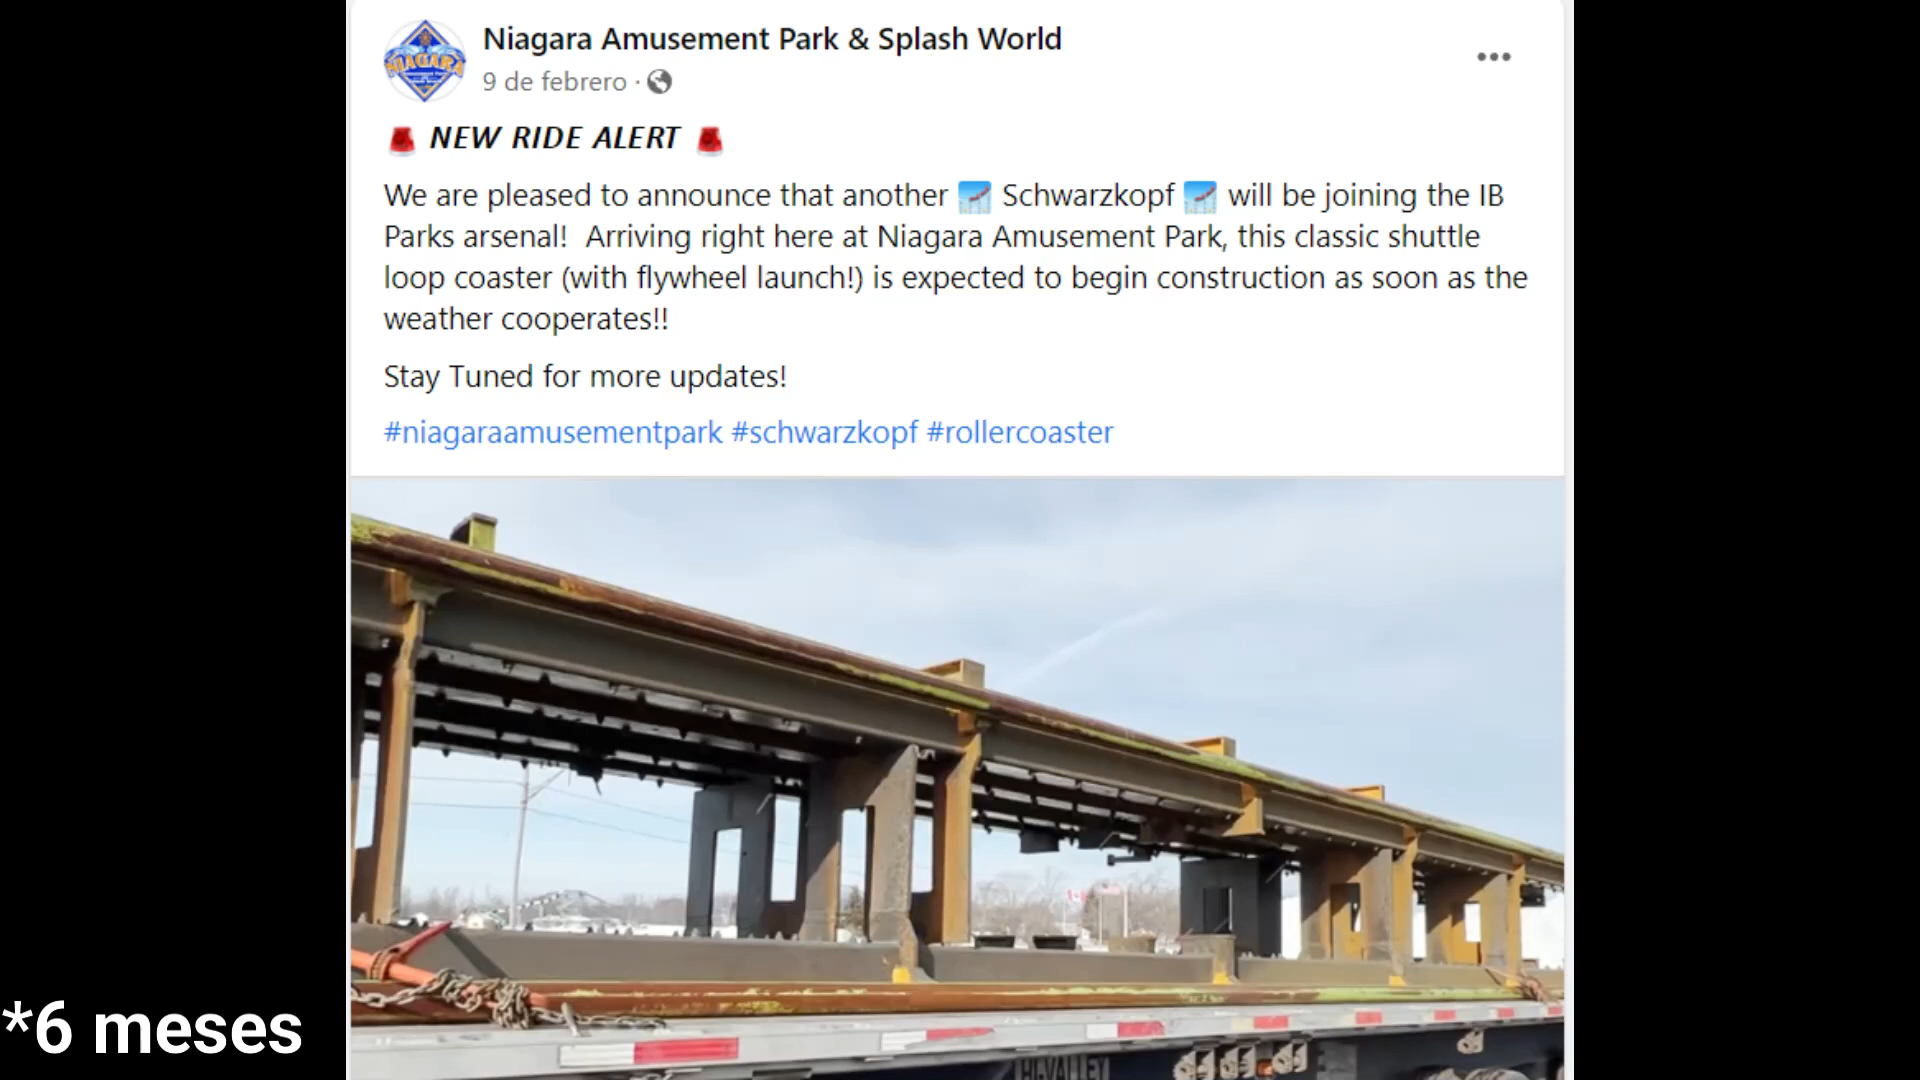 Niagara Amusement Park & Splash World
9 de febrero ·
NIAGARA
NEW RIDE ALERT
We are pleased to announce that another Schwarzkopf will be joining the IB
Parks arsenal!  Arriving right here at Niagara Amusement Park, this classic shuttle
loop coaster (with flywheel launch!) is expected to begin construction as soon as the
weather cooperates!!
Stay Tuned for more updates!
#niagaraamusementpark #schwarzkopf #rollercoaster
*6 meses
HI-VALLEY